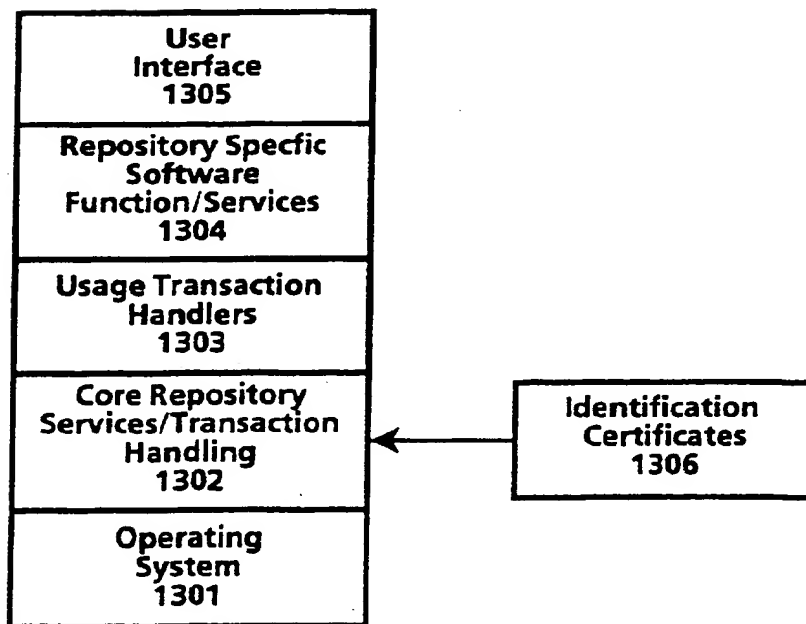 User
Interface
1305
Repository Specfic
Software
Function/Services
1304
Usage Transaction
Handlers
1303
Core Repository
Services/Transaction
Handling
1302
Operating
System
1301
Identification
Certificates
1306